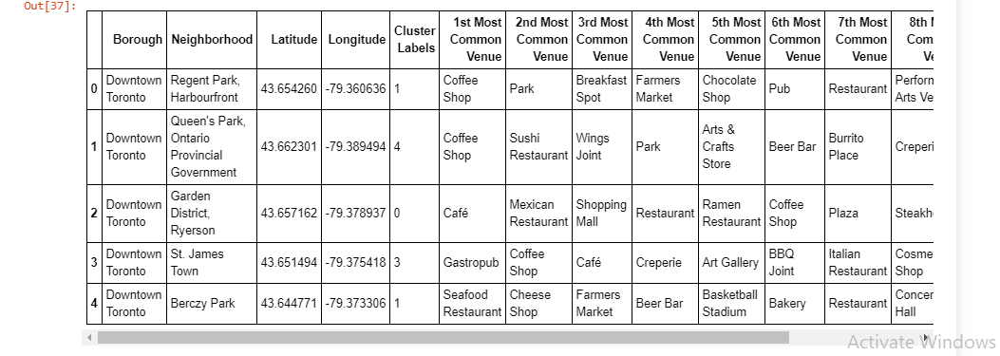 Out[37]:
Borough Neighborhood Latitude Longitude Cluster Labels 1st Most Common Venue 2nd Most Common Venue 3rd Most Common Venue 4th Most Common Venue 5th Most Common Venue 6th Most Common Venue 7th Most Common Venue 8th
0 Downtown Toronto Regent Park, Harbourfront 43.654260 -79.360636 1 Coffee Shop Park Breakfast Spot Farmers Market Chocolate Shop Pub Restaurant Perforn Arts Ve
1 Downtown Toronto Queen's Park, Ontario Provincial Government 43.662301 -79.389494 4 Coffee Shop Sushi Restaurant Wings Joint Park Arts & Crafts Store Beer Bar Burrito Place Creperi
2 Downtown Toronto Garden District, Ryerson 43.657162 -79.378937 0 Café Mexican Restaurant Shopping Mall Restaurant Ramen Restaurant Coffee Shop Plaza Steakh
3 Downtown Toronto St. James Town 43.651494 -79.375418 3 Gastropub Coffee Shop Café Creperie Art Gallery BBQ Joint Italian Restaurant Cosme Shop
4 Downtown Toronto Berczy Park 43.644771 -79.373306 1 Seafood Restaurant Cheese Shop Farmers Market Beer Bar Basketball Stadium Bakery Restaurant Concer Hall
Activate Windows